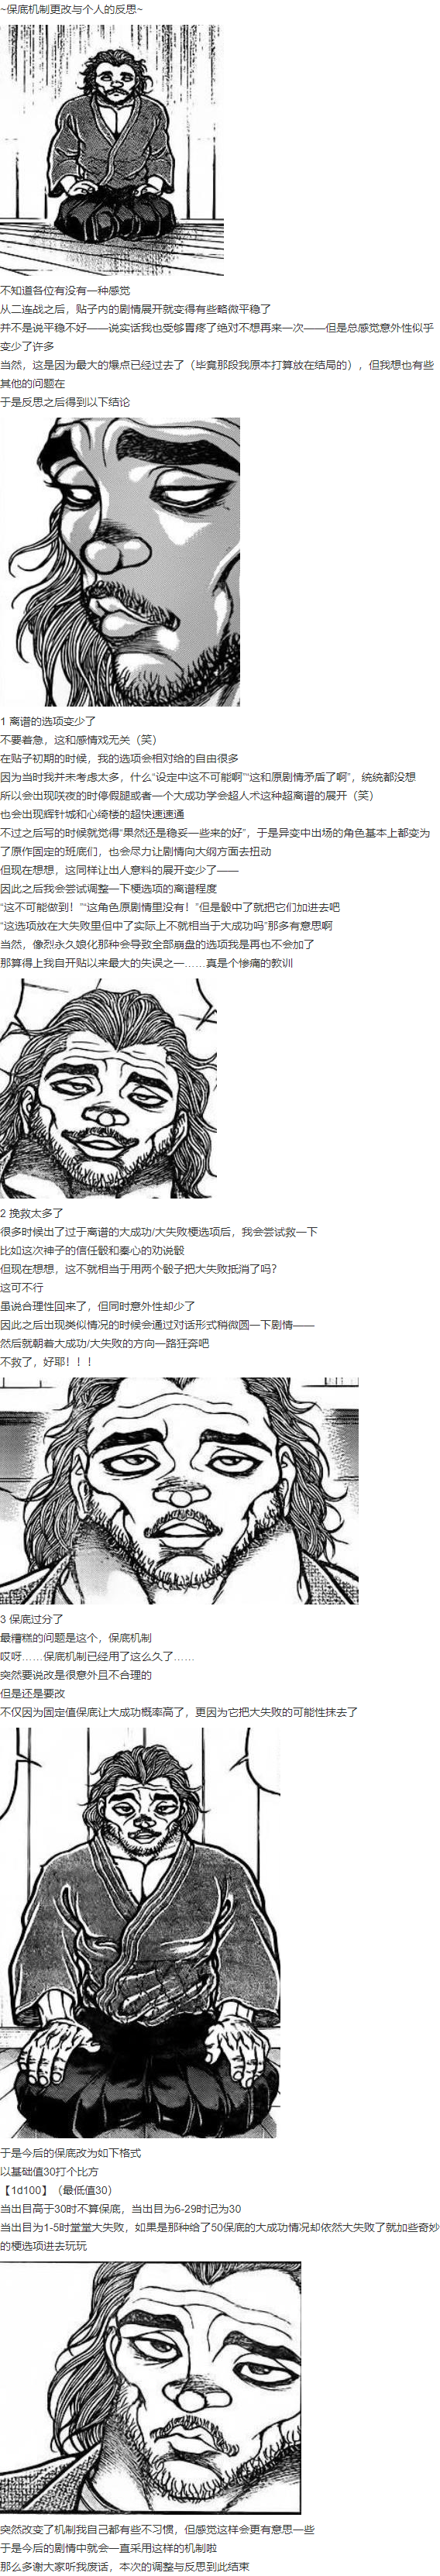 ~保底机制更改与个人的反思~
不知道各位有没有一种感觉
从二连战之后，贴子内的剧情展开就变得有些略微平稳了
并不是说平稳不好——说实话我也受够胃疼了绝对不想再来一次——但是总感觉意外性似乎
变少了许多
当然，这是因为最大的爆点已经过去了（毕竟那段我原本打算放在结局的），但我想也有些
其他的问题在
于是反思之后得到以下结论
1 离谱的选项变少了
不要着急，这和感情戏无关（笑）
在贴子初期的时候，我的选项会相对给的自由很多
因为当时我并未考虑太多，什么“设定中这不可能啊”“这和原剧情矛盾了啊”，统统都没想
所以会出现咲夜的时停假腿或者一个大成功学会超人术这种超离谱的展开（笑）
也会出现辉针城和心绮楼的超快速速通
不过之后写的时候就觉得“果然还是稳妥一些来的好”，于是异变中出场的角色基本上都变为
了原作固定的班底们，也会尽力让剧情向大纲方面去扭动
但现在想想，这同样让出人意料的展开变少了——
因此之后我会尝试调整一下梗选项的离谱程度
“这不可能做到！”“这角色原剧情里没有！”但是骰中了就把它们加进去吧
“这选项放在大失败里但中了实际上不就相当于大成功吗”那多有意思啊
当然，像烈永久娘化那种会导致全部崩盘的选项我是再也不会加了
那算得上我自开贴以来最大的失误之一……真是个惨痛的教训
2 挽救太多了
很多时候出了过于离谱的大成功/大失败梗选项后，我会尝试救一下
比如这次神子的信任骰和秦心的劝说骰
但现在想想，这不就相当于用两个骰子把大失败抵消了吗？
这可不行
虽说合理性回来了，但同时意外性却少了
因此之后出现类似情况的时候会通过对话形式稍微圆一下剧情——
然后就朝着大成功/大失败的方向一路狂奔吧
不救了，好耶！！！
3 保底过分了
最糟糕的问题是这个，保底机制
哎呀……保底机制已经用了这么久了……
突然要说改是很意外且不合理的
但是还是要改
不仅因为固定值保底让大成功概率高了，更因为它把大失败的可能性抹去了
于是今后的保底改为如下格式
以基础值30打个比方
【1d100】（最低值30）
当出目高于30时不算保底，当出目为6-29时记为30
当出目为1-5时堂堂大失败，如果是那种给了50保底的大成功情况却依然大失败了就加些奇妙
的梗选项进去玩玩
突然改变了机制我自己都有些不习惯，但感觉这样会更有意思一些
于是今后的剧情中就会一直采用这样的机制啦
那么多谢大家听我废话，本次的调整与反思到此结束